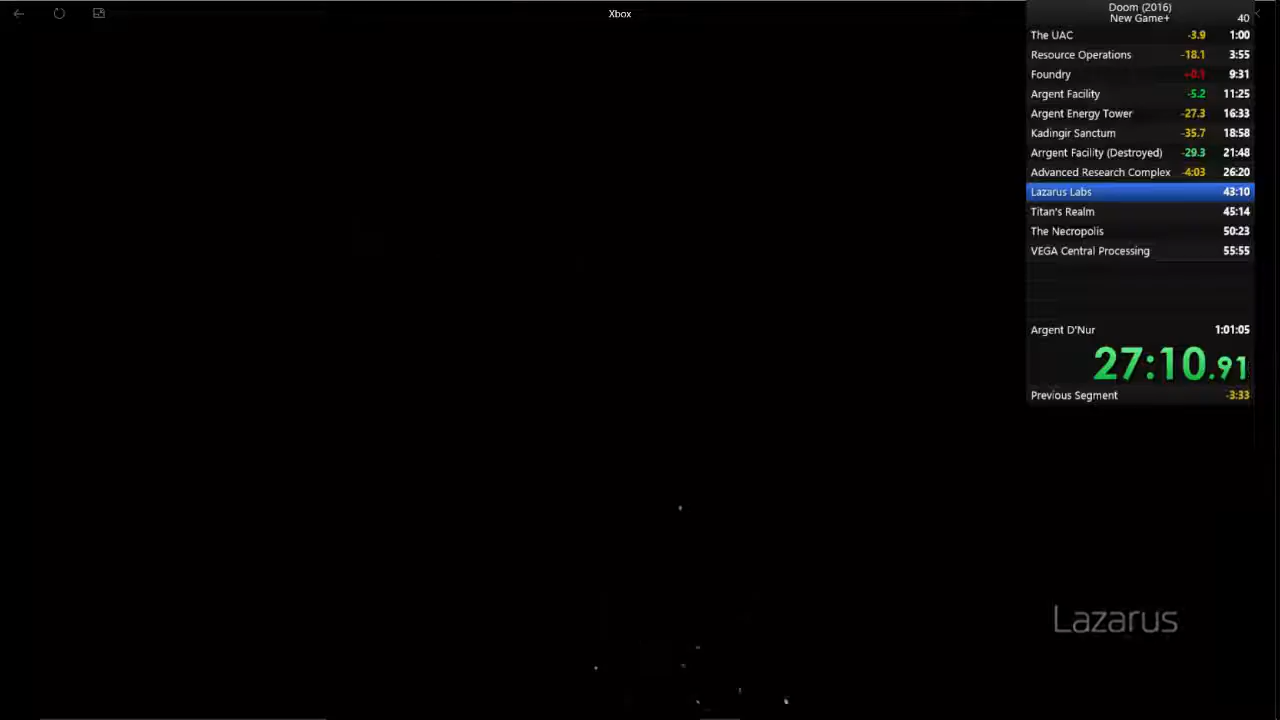 Xbox
Doom (2016)
New Game+ 40
The UAC -3.9 1:00
Resource Operations -18.1 3:55
Foundry +0.1 9:31
Argent Facility -5.2 11:25
Argent Energy Tower -27.3 16:33
Kadingir Sanctum -35.7 18:58
Arrgent Facility (Destroyed) -29.3 21:48
Advanced Research Complex -4:03 26:20
Lazarus Labs 43:10
Titan's Realm 45:14
The Necropolis 50:23
VEGA Central Processing 55:55
Argent D'Nur 1:01:05
27:10.91
Previous Segment -3:33
Lazarus